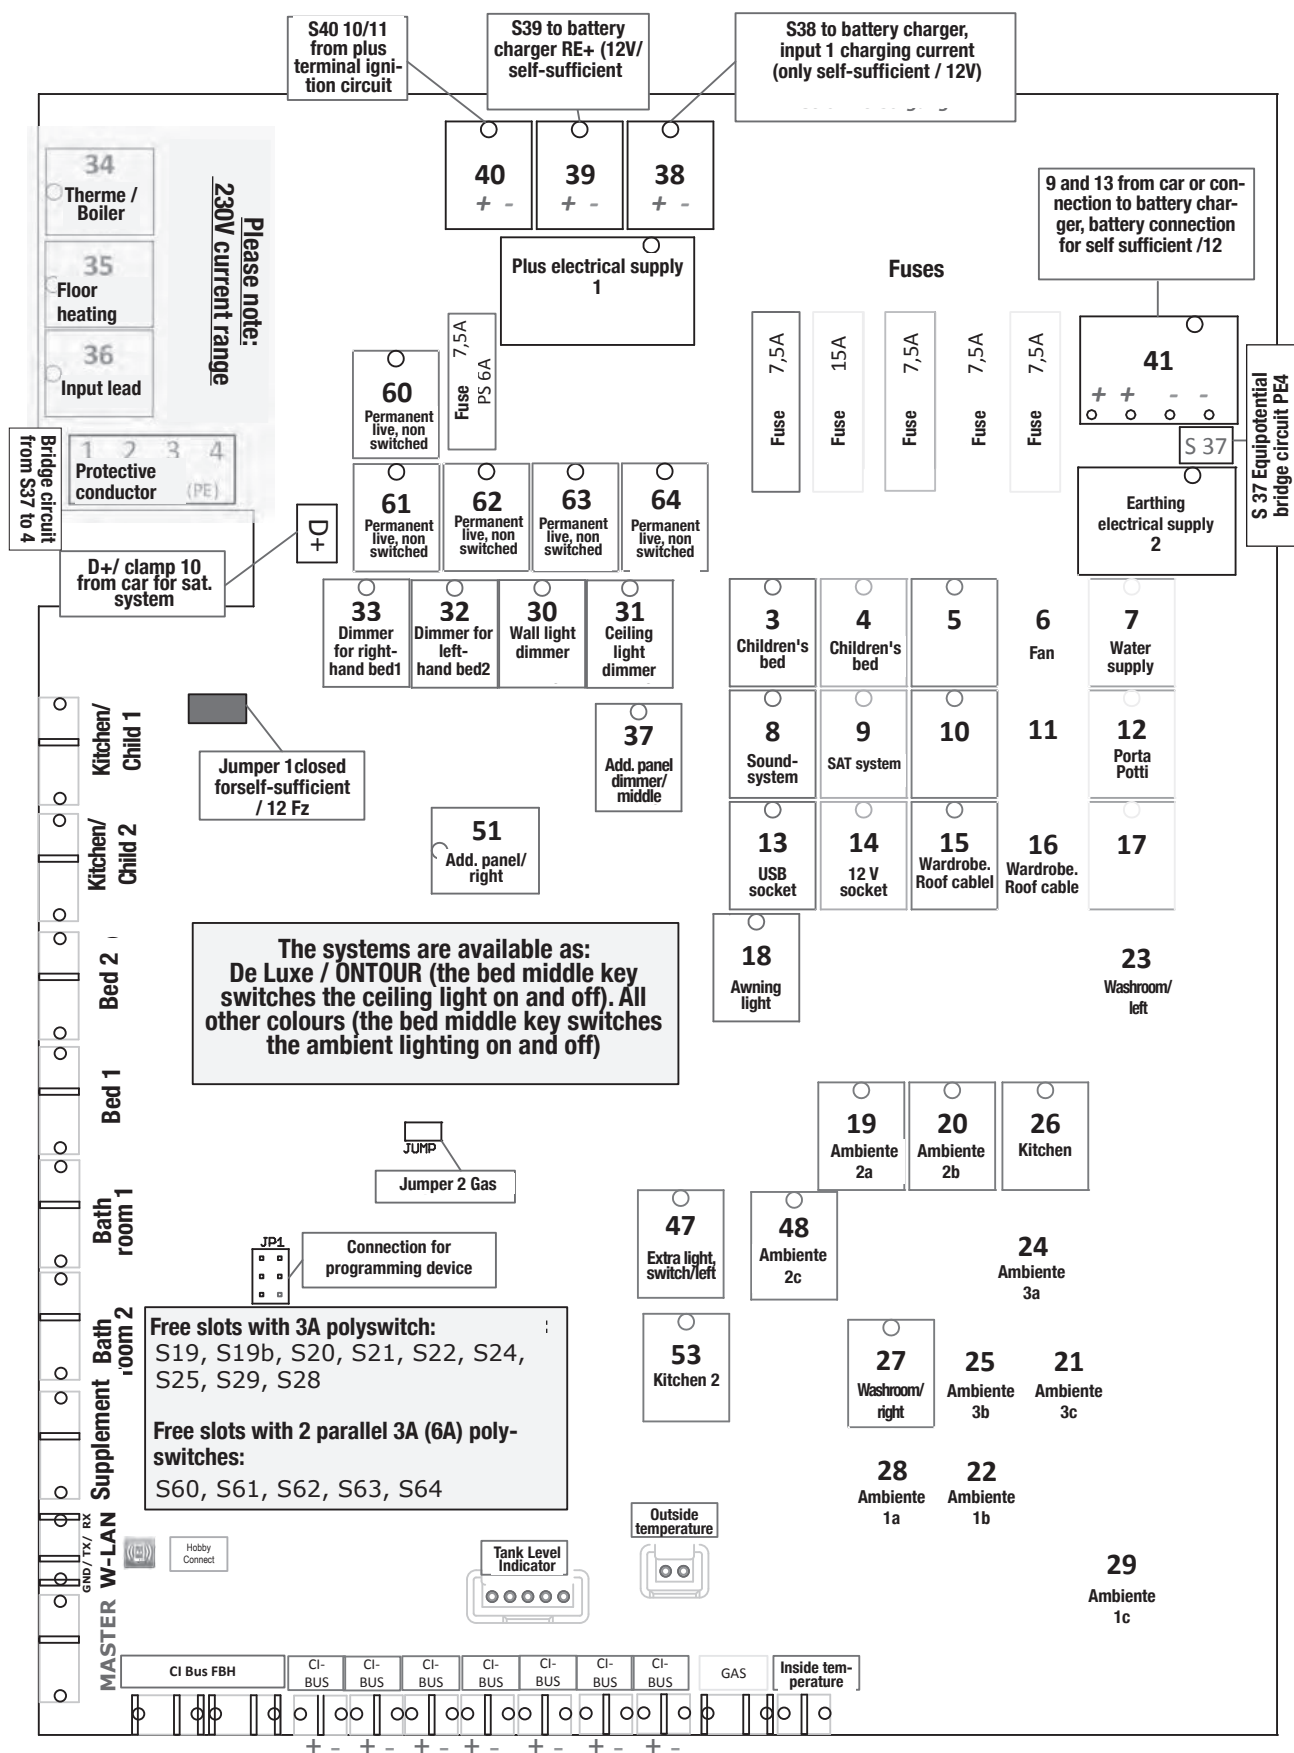 S40 10/11
from plus
terminal igni-
tion circuit
S39 to battery
charger RE+ (12V/
self-sufficient
S38 to battery charger,
input 1 charging current
(only self-sufficient / 12V)
9 and 13 from car or con-
nection to battery char-
ger, battery connection
for self sufficient /12
34
Therme /
Boiler
35
Floor
heating
36
Input lead
Please note:
230V current range
1 2 3 4
Protective
conductor
(PE)
Bridge circuit
from S37 to 4
D+/ clamp 10
from car for sat.
system
D+
40
+ -
39
+ -
38
+ -
Plus electrical supply
1
Fuse 7,5A
PS 6A
60
Permanent
live, non
switched
61
Permanent
live, non
switched
62
Permanent
live, non
switched
63
Permanent
live, non
switched
64
Permanent
live, non
switched
33
Dimmer
for right-
hand bed1
32
Dimmer for
left-
hand bed2
30
Wall light
dimmer
31
Ceiling
light
dimmer
37
Add. panel
dimmer/
middle
51
Add. panel/
right
Fuses
Fuse 7,5A
Fuse 15A
Fuse 7,5A
Fuse 7,5A
Fuse 7,5A
41
+ + - -
S 37
S 37 Equipotential
bridge circuit PE4
Earthing
electrical supply
2
3
Children's
bed
4
Children's
bed
5
6
Fan
7
Water
supply
8
Sound-
system
9
SAT system
10
11
12
Porta
Potti
13
USB
socket
14
12 V
socket
15
Wardrobe.
Roof cablel
16
Wardrobe.
Roof cable
17
18
Awning
light
23
Washroom/
left
Jumper 1closed
forself-sufficient
/ 12 Fz
The systems are available as:
De Luxe / ONTOUR (the bed middle key
switches the ceiling light on and off). All
other colours (the bed middle key switches
the ambient lighting on and off)
JUMP
Jumper 2 Gas
JP1
Connection for
programming device
Free slots with 3A polyswitch:
S19, S19b, S20, S21, S22, S24,
S25, S29, S28
Free slots with 2 parallel 3A (6A) poly-
switches:
S60, S61, S62, S63, S64
19
Ambiente
2a
20
Ambiente
2b
26
Kitchen
47
Extra light,
switch/left
48
Ambiente
2c
24
Ambiente
3a
53
Kitchen 2
27
Washroom/
right
25
Ambiente
3b
21
Ambiente
3c
28
Ambiente
1a
22
Ambiente
1b
29
Ambiente
1c
Outside
temperature
Tank Level
Indicator
Hobby
Connect
Kitchen/
Child 1
Kitchen/
Child 2
Bed 2
Bed 1
Bath
room 1
Bath
room 2
Supplement
W-LAN
GND/ TX/ RX
MASTER
CI Bus FBH
CI-
BUS
CI-
BUS
CI-
BUS
CI-
BUS
CI-
BUS
CI-
BUS
CI-
BUS
GAS
Inside tem-
perature
+ - + - + - + - + - + - + -